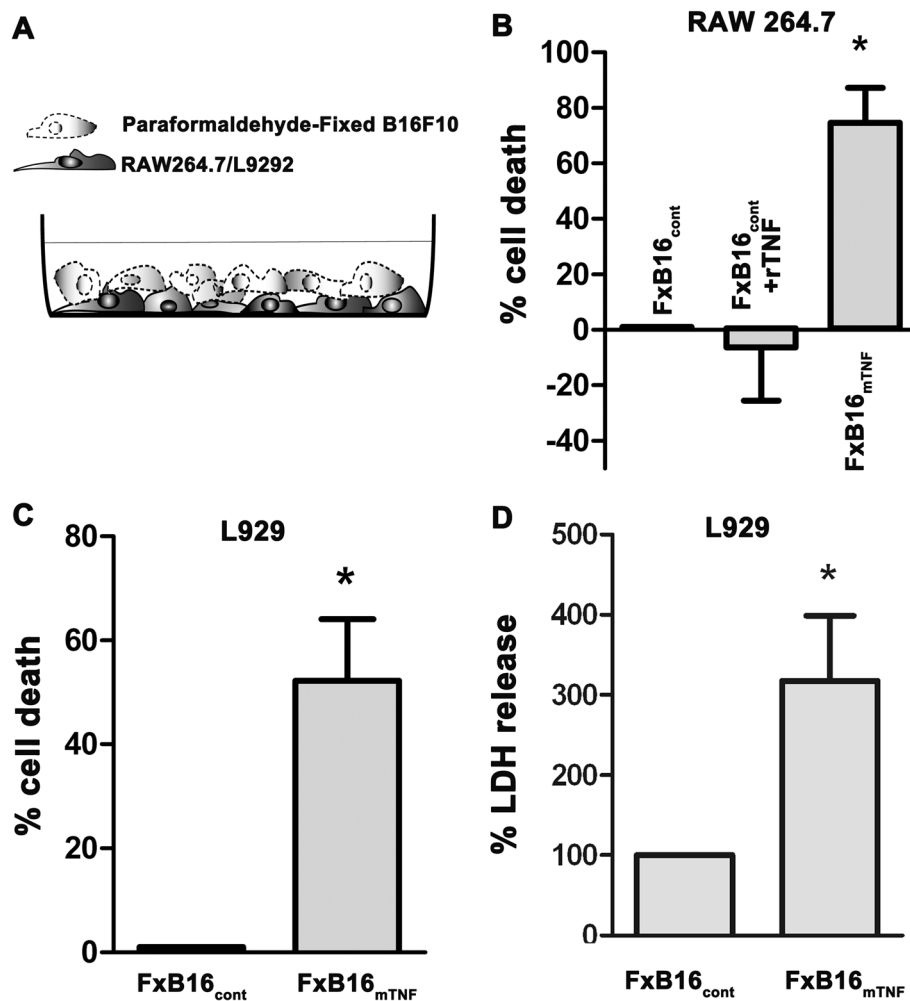 A
Paraformaldehyde-Fixed B16F10
RAW264.7/L9292
B
RAW 264.7
*
% cell death
100
80
60
40
20
0
-20
-40
FxB16cont
FxB16cont
+rTNF
FxB16mTNF
C
L929
*
% cell death
80
60
40
20
0
FxB16cont
FxB16mTNF
D
L929
*
% LDH release
500
400
300
200
100
0
FxB16cont
FxB16mTNF